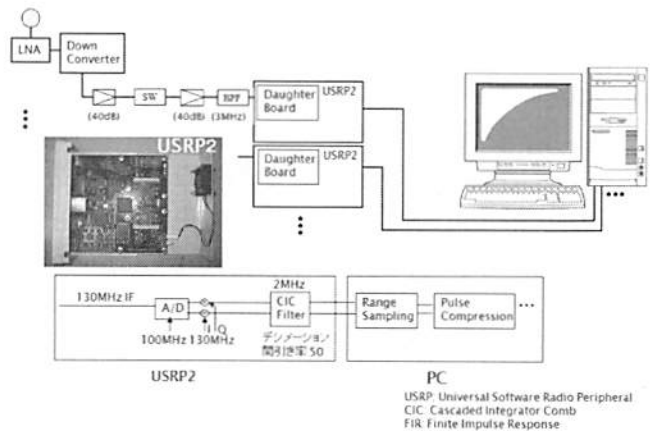 LNA
Down
Converter
SW
BPF
(40dB)
(40dB)
(3MHz)
Daughter
Board
USRP2
Daughter
Board
USRP2
USRP2
130MHz IF
A/D
100MHz
130MHz
I
Q
2MHz
CIC
Filter
デシメーション
間引き率50
Range
Sampling
Pulse
Compression
USRP2
PC
USRP: Universal Software Radio Peripheral
CIC: Cascaded Integrator Comb
FIR: Finite Impulse Response